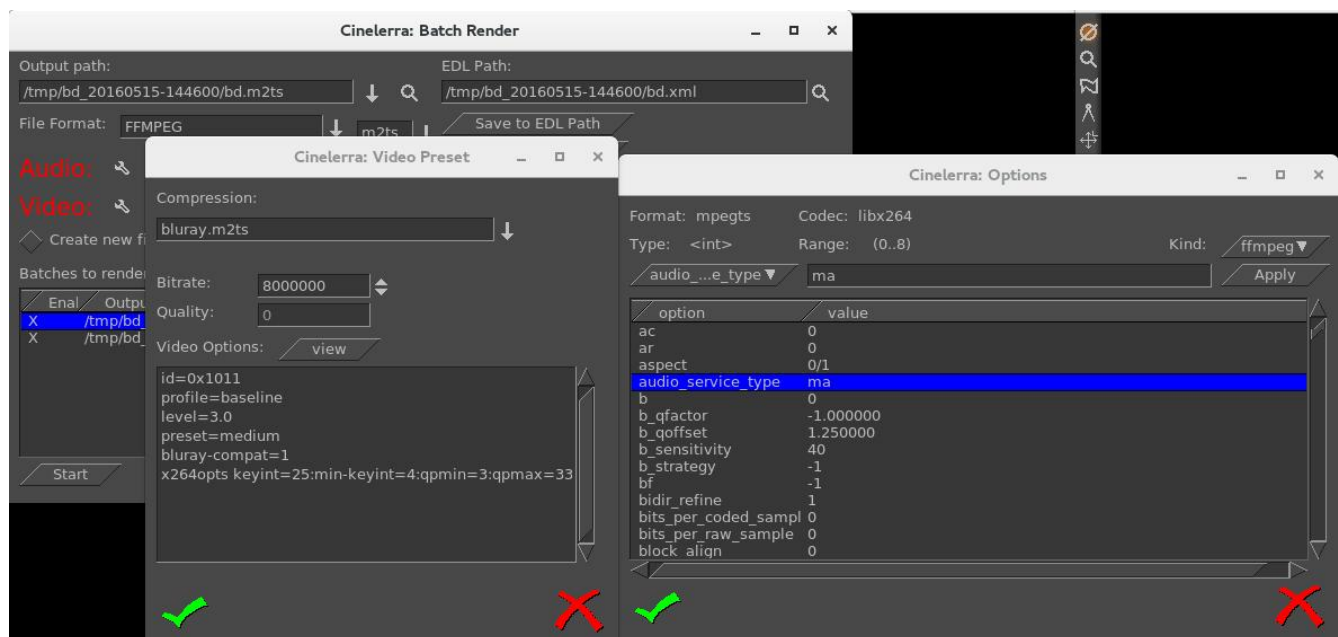 Cinelerra: Batch Render
Output path:
EDL Path:
/tmp/bd_20160515-144600/bd.m2ts
/tmp/bd_20160515-144600/bd.xml
File Format:
FFMPEG
m2ts
Save to EDL Path
Audio:
Video:
Create new fi
Batches to rende
Enal
Outpu
X /tmp/bd_
X /tmp/bd_
Start
Cinelerra: Video Preset
Compression:
bluray.m2ts
Bitrate:
8000000
Quality:
0
Video Options:
view
id=0x1011
profile=baseline
level=3.0
preset=medium
bluray-compat=1
x264opts keyint=25:min-keyint=4:qpmin=3:qpmax=33
Cinelerra: Options
Format: mpegts
Codec: libx264
Type: <int>
Range: (0..8)
Kind:
ffmpeg
audio_...e_type
ma
Apply
option value
ac 0
ar 0
aspect 0/1
audio_service_type ma
b 0
b_qfactor -1.000000
b_qoffset 1.250000
b_sensitivity 40
b_strategy -1
bf -1
bidir_refine 1
bits_per_coded_sampl 0
bits_per_raw_sample 0
block_align 0